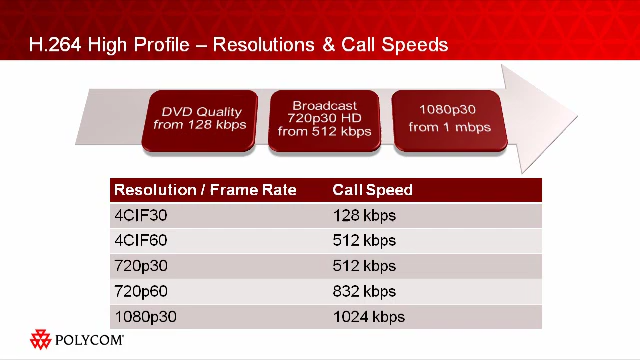 H.264 High Profile – Resolutions & Call Speeds
DVD Quality
from 128 kbps
Broadcast
720p30 HD
from 512 kbps
1080p30
from 1 mbps
Resolution / Frame Rate Call Speed
4CIF30 128 kbps
4CIF60 512 kbps
720p30 512 kbps
720p60 832 kbps
1080p30 1024 kbps
POLYCOM